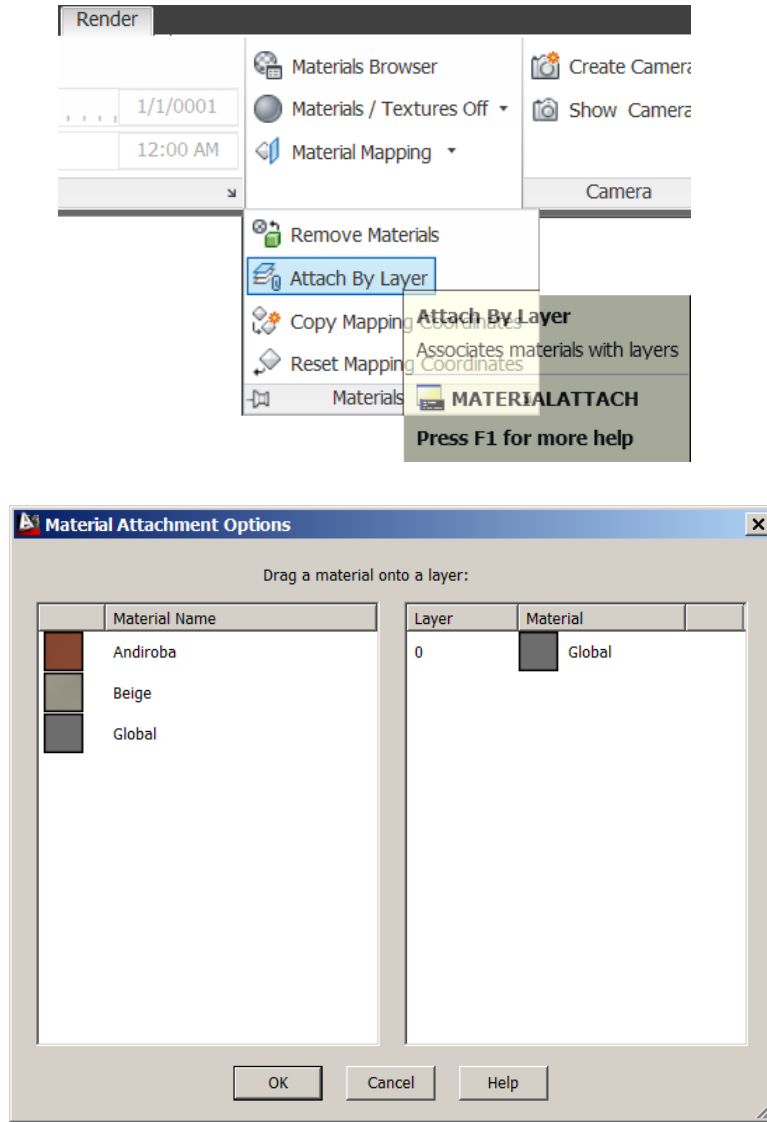 Render
Materials Browser
Create Camera
1/1/0001
Materials / Textures Off
Show Camera
12:00 AM
Material Mapping
Camera
Remove Materials
Attach By Layer
Copy Mapping Coordinates
Attach By Layer
Associates materials with layers
Reset Mapping Coordinates
Materials
MATERIALATTACH
Press F1 for more help
Material Attachment Options
Drag a material onto a layer:
Material Name
Layer Material
Andiroba
0 Global
Beige
Global
OK Cancel Help